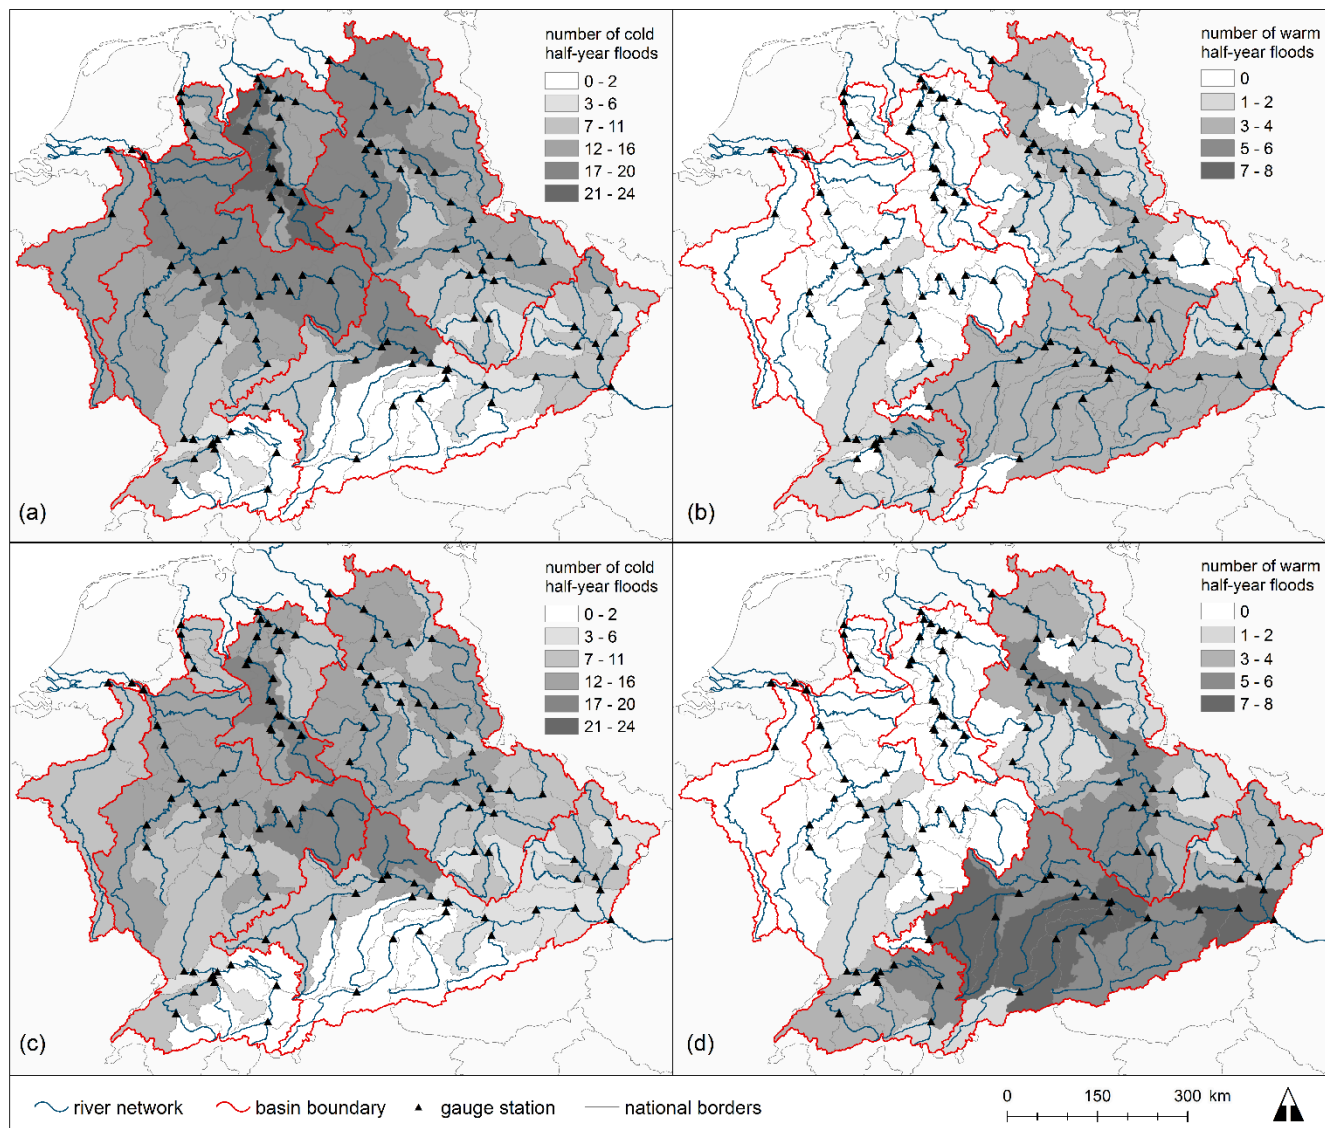 number of cold
half-year floods
0 - 2
3 - 6
7 - 11
12 - 16
17 - 20
21 - 24
(a)
number of warm
half-year floods
0
1 - 2
3 - 4
5 - 6
7 - 8
(b)
number of cold
half-year floods
0 - 2
3 - 6
7 - 11
12 - 16
17 - 20
21 - 24
(c)
number of warm
half-year floods
0
1 - 2
3 - 4
5 - 6
7 - 8
(d)
river network
basin boundary
gauge station
national borders
0 150 300 km